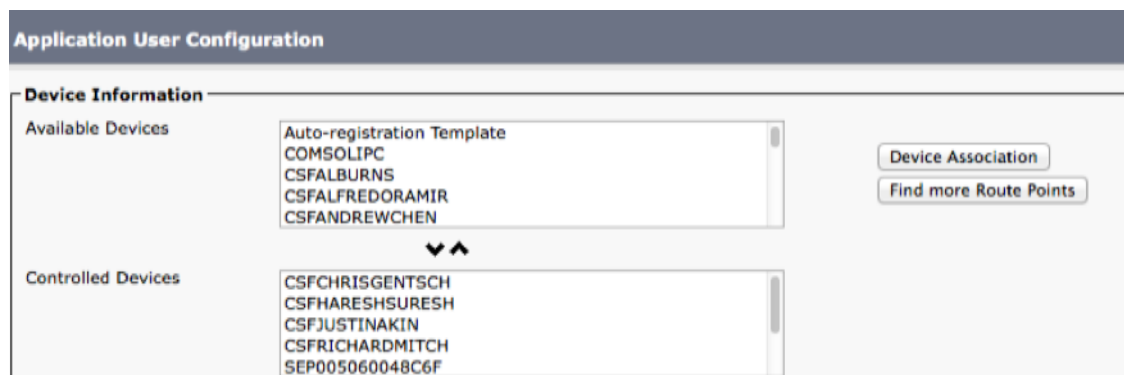 Application User Configuration
Device Information
Available Devices
Auto-registration Template
COMSOLIPC
CSFALBURNS
CSFALFREDORAMIR
CSFANDREWCHEN
Device Association
Find more Route Points
Controlled Devices
CSFCHRISGENTSCH
CSFHARESHSURESH
CSFJUSTINAKIN
CSFRICHARDMITCH
SEP005060048C6F